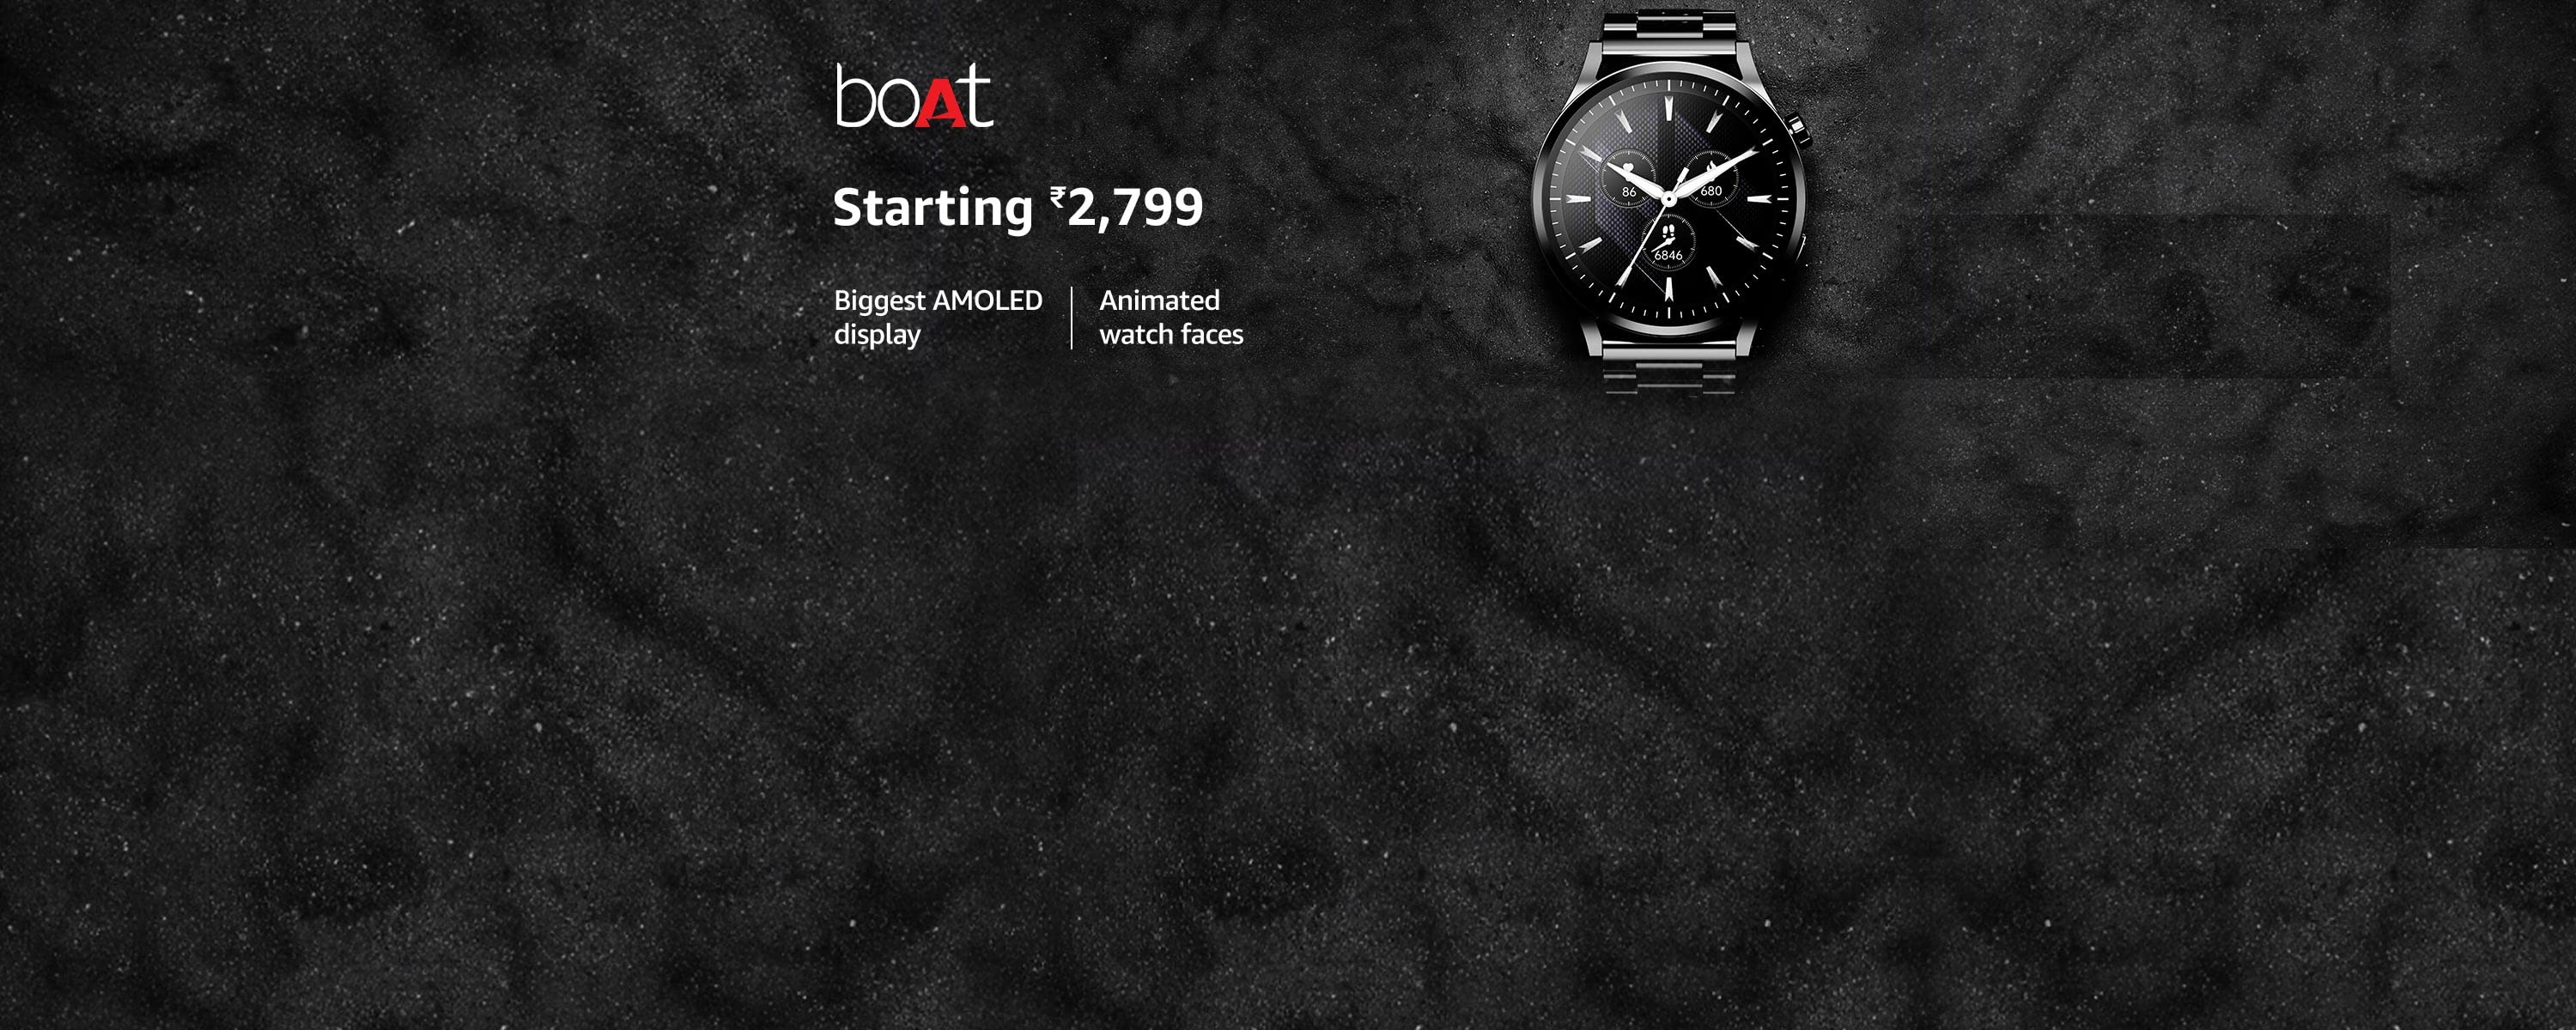 boAt
Starting ₹2,799
Biggest AMOLED
display
Animated
watch faces
86
680
6846